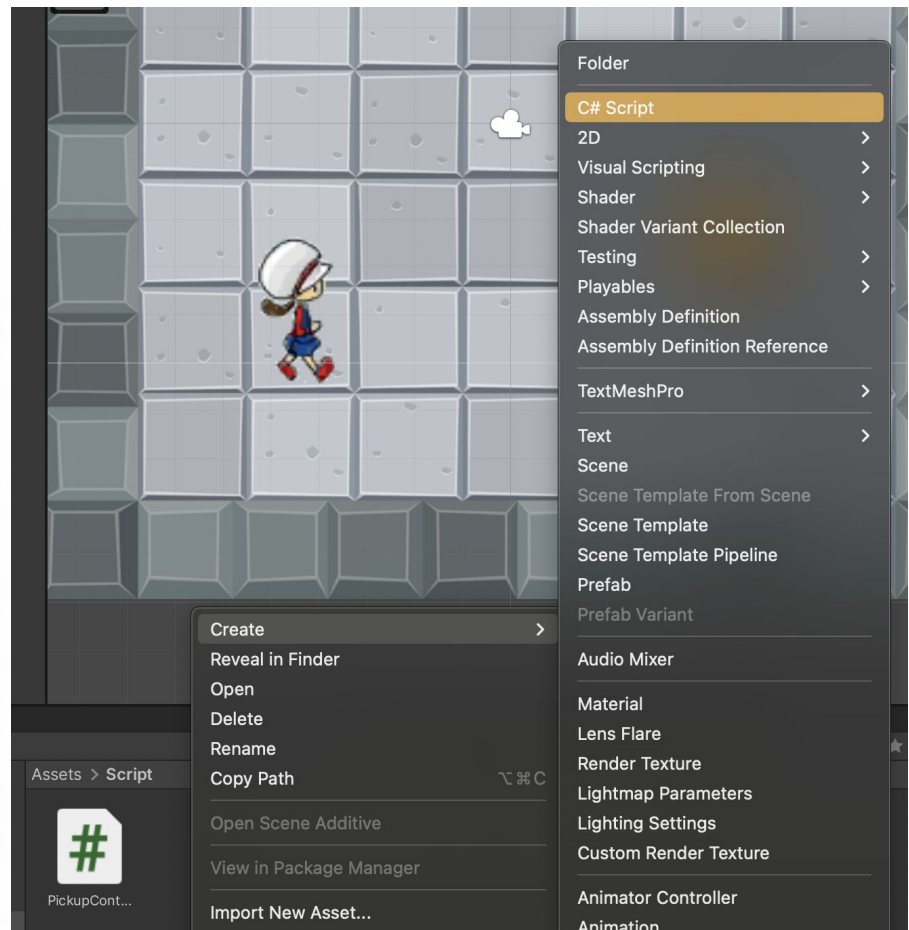 Folder
C# Script
2D
Visual Scripting
Shader
Shader Variant Collection
Testing
Playables
Assembly Definition
Assembly Definition Reference
TextMeshPro
Text
Scene
Scene Template From Scene
Scene Template
Scene Template Pipeline
Prefab
Prefab Variant
Audio Mixer
Material
Lens Flare
Render Texture
Lightmap Parameters
Lighting Settings
Custom Render Texture
Animator Controller
Animation
Create
Reveal in Finder
Open
Delete
Rename
Copy Path ⌥⌘C
Open Scene Additive
View in Package Manager
Import New Asset...
Assets > Script
#
PickupCont...